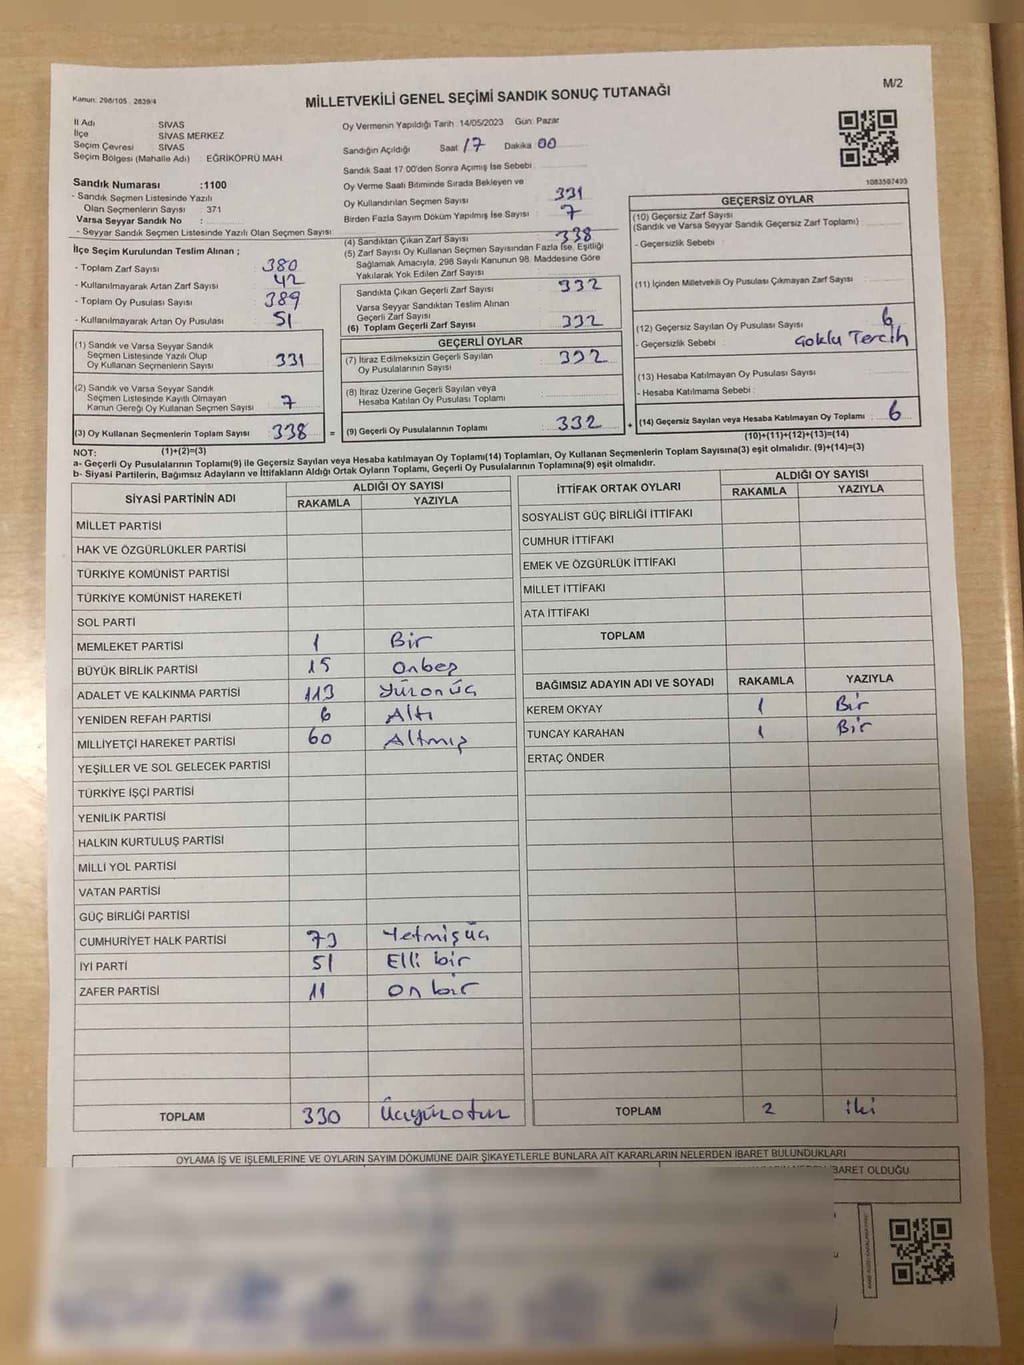 Kanun: 298/105 , 2839/4
MİLLETVEKİLİ GENEL SEÇİMİ SANDIK SONUÇ TUTANAĞI
M/2
İl Adı SİVAS
İlçe SİVAS MERKEZ
Seçim Çevresi SİVAS
Seçim Bölgesi (Mahalle Adı) : EĞRİKÖPRÜ MAH
Oy Vermenin Yapıldığı Tarih :14/05/2023 Gün: Pazar
Sandığın Açıldığı Saat 17 Dakika 00
Sandık Saat 17 00'den Sonra Açımış İse Sebebi
1083507493
Sandık Numarası :1100
- Sandık Seçmen Listesinde Yazılı
Olan Seçmenlerin Sayısı : 371
Varsa Seyyar Sandık No :
- Seyyar Sandık Seçmen Listesinde Yazılı Olan Seçmen Sayısı :
Oy Verme Saati Bitiminde Sırada Bekleyen ve
Oy Kullandırılan Seçmen Sayısı : 331
Birden Fazla Sayım Döküm Yapılmış İse Sayısı : 7
(4) Sandıktan Çıkan Zarf Sayısı : 338
(5) Zarf Sayısı Oy Kullanan Seçmen Sayısından Fazla İse, Eşitliği
Sağlamak Amacıyla, 298 Sayılı Kanunun 98. Maddesine Göre
Yakılarak Yok Edilen Zarf Sayısı :
İlçe Seçim Kurulundan Teslim Alınan ;
- Toplam Zarf Sayısı : 380
- Kullanılmayarak Artan Zarf Sayısı : 42
- Toplam Oy Pusulası Sayısı : 389
- Kullanılmayarak Artan Oy Pusulası : 51
Sandıkta Çıkan Geçerli Zarf Sayısı : 332
Varsa Seyyar Sandıktan Teslim Alınan
Geçerli Zarf Sayısı :
(6) Toplam Geçerli Zarf Sayısı : 332
GEÇERSİZ OYLAR
(10) Geçersiz Zarf Sayısı
(Sandık ve Varsa Seyyar Sandık Geçersiz Zarf Toplamı) :
- Geçersizlik Sebebi :
(11) İçinden Milletvekili Oy Pusulası Çıkmayan Zarf Sayısı
(12) Geçersiz Sayılan Oy Pusulası Sayısı : 6
- Geçersizlik Sebebi : Çoklu Tercih
(13) Hesaba Katılmayan Oy Pusulası Sayısı
- Hesaba Katılmama Sebebi :
(14) Geçersiz Sayılan veya Hesaba Katılmayan Oy Toplamı : 6
(10)+(11)+(12)+(13)=(14)
(1) Sandık ve Varsa Seyyar Sandık
Seçmen Listesinde Yazılı Olup
Oy Kullanan Seçmenlerin Sayısı : 331
(2) Sandık ve Varsa Seyyar Sandık
Seçmen Listesinde Kayıtlı Olmayan
Kanun Gereği Oy Kullanan Seçmen Sayısı : 7
(3) Oy Kullanan Seçmenlerin Toplam Sayısı : 338
(1)+(2)=(3)
GEÇERLİ OYLAR
(7) İtiraz Edilmeksizin Geçerli Sayılan
Oy Pusulalarının Sayısı : 332
(8) İtiraz Üzerine Geçerli Sayılan veya
Hesaba Katılan Oy Pusulası Toplamı :
= (9) Geçerli Oy Pusulalarının Toplamı : 332 +
NOT:
a- Geçerli Oy Pusulalarının Toplamı(9) ile Geçersiz Sayılan veya Hesaba katılmayan Oy Toplamı(14) Toplamları, Oy Kullanan Seçmenlerin Toplam Sayısına(3) eşit olmalıdır. (9)+(14)=(3)
b- Siyasi Partilerin, Bağımsız Adayların ve İttifakların Aldığı Ortak Oyların Toplamı, Geçerli Oy Pusulalarının Toplamına(9) eşit olmalıdır.
SİYASİ PARTİNİN ADI ALDIĞI OY SAYISI
RAKAMLA YAZIYLA
MİLLET PARTİSİ
HAK VE ÖZGÜRLÜKLER PARTİSİ
TÜRKİYE KOMÜNİST PARTİSİ
TÜRKİYE KOMÜNİST HAREKETİ
SOL PARTİ
MEMLEKET PARTİSİ 1 Bir
BÜYÜK BİRLİK PARTİSİ 15 Onbeş
ADALET VE KALKINMA PARTİSİ 113 Yüzonüç
YENİDEN REFAH PARTİSİ 6 Altı
MİLLİYETÇİ HAREKET PARTİSİ 60 Altmış
YEŞİLLER VE SOL GELECEK PARTİSİ
TÜRKİYE İŞÇİ PARTİSİ
YENİLİK PARTİSİ
HALKIN KURTULUŞ PARTİSİ
MİLLİ YOL PARTİSİ
VATAN PARTİSİ
GÜÇ BİRLİĞİ PARTİSİ
CUMHURİYET HALK PARTİSİ 73 Yetmişüç
İYİ PARTİ 51 Elli bir
ZAFER PARTİSİ 11 On bir
TOPLAM 330 Üçyüzotuz
İTTİFAK ORTAK OYLARI ALDIĞI OY SAYISI
RAKAMLA YAZIYLA
SOSYALİST GÜÇ BİRLİĞİ İTTİFAKI
CUMHUR İTTİFAKI
EMEK VE ÖZGÜRLÜK İTTİFAKI
MİLLET İTTİFAKI
ATA İTTİFAKI
TOPLAM
BAĞIMSIZ ADAYIN ADI VE SOYADI RAKAMLA YAZIYLA
KEREM OKYAY 1 Bir
TUNCAY KARAHAN 1 Bir
ERTAÇ ÖNDER
TOPLAM 2 iki
OYLAMA İŞ VE İŞLEMLERİNE VE OYLARIN SAYIM DÖKÜMÜNE DAİR ŞİKAYETLERLE BUNLARA AİT KARARLARIN NELERDEN İBARET BULUNDUKLARI
İBARET OLDUĞU